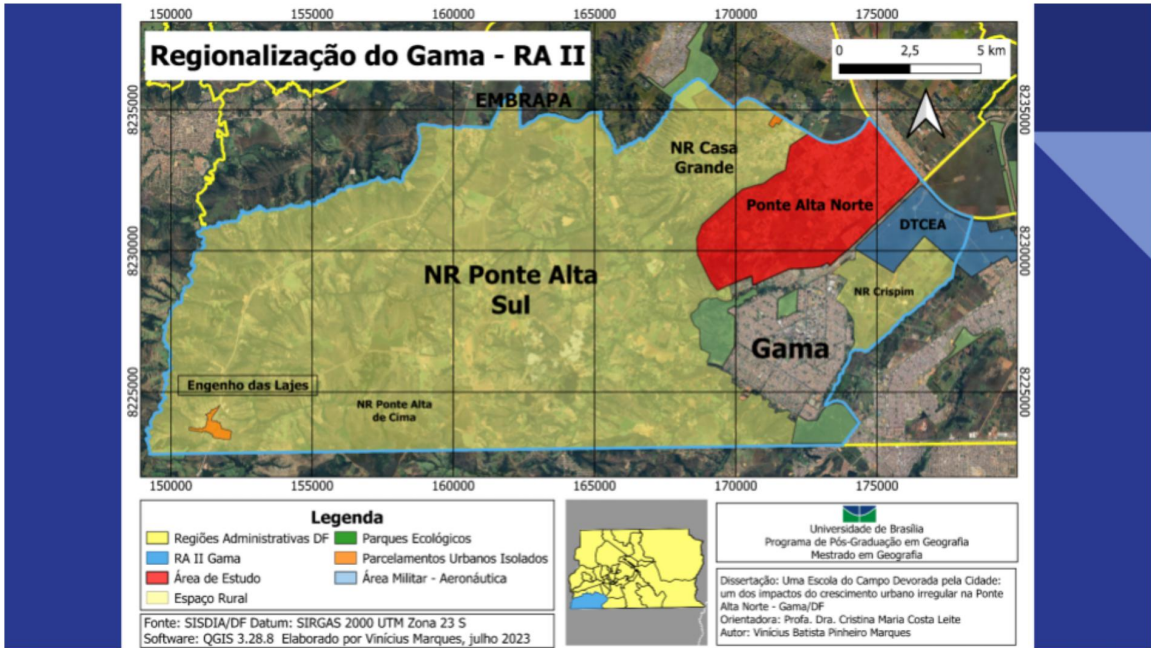 150000 155000 160000 165000 170000 175000
Regionalização do Gama - RA II
0 2,5 5 km
EMBRAPA
8235000
8235000
NR Casa
Grande
Ponte Alta Norte
DTCEA
8230000
8230000
NR Ponte Alta
Sul
NR Crispim
Gama
Engenho das Lajes
8225000
8225000
NR Ponte Alta
de Cima
150000 155000 160000 165000 170000 175000
Legenda
Regiões Administrativas DF
RA II Gama
Área de Estudo
Espaço Rural
Parques Ecológicos
Parcelamentos Urbanos Isolados
Área Militar - Aeronáutica
Fonte: SISDIA/DF Datum: SIRGAS 2000 UTM Zona 23 S
Software: QGIS 3.28.8 Elaborado por Vinícius Marques, julho 2023
Universidade de Brasília
Programa de Pós-Graduação em Geografia
Mestrado em Geografia
Dissertação: Uma Escola do Campo Devorada pela Cidade:
um dos impactos do crescimento urbano irregular na Ponte
Alta Norte - Gama/DF
Orientadora: Profa. Dra. Cristina Maria Costa Leite
Autor: Vinícius Batista Pinheiro Marques